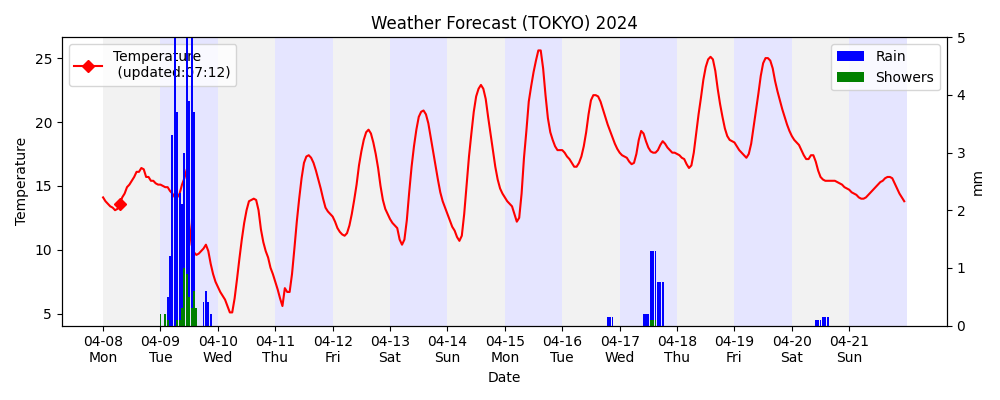 Weather Forecast (TOKYO) 2024
Temperature
(updated:07:12)
Rain
Showers
Temperature
25
20
15
10
5
mm
5
4
3
2
1
0
04-08 04-09 04-10 04-11 04-12 04-13 04-14 04-15 04-16 04-17 04-18 04-19 04-20 04-21
Mon Tue Wed Thu Fri Sat Sun Mon Tue Wed Thu Fri Sat Sun
Date